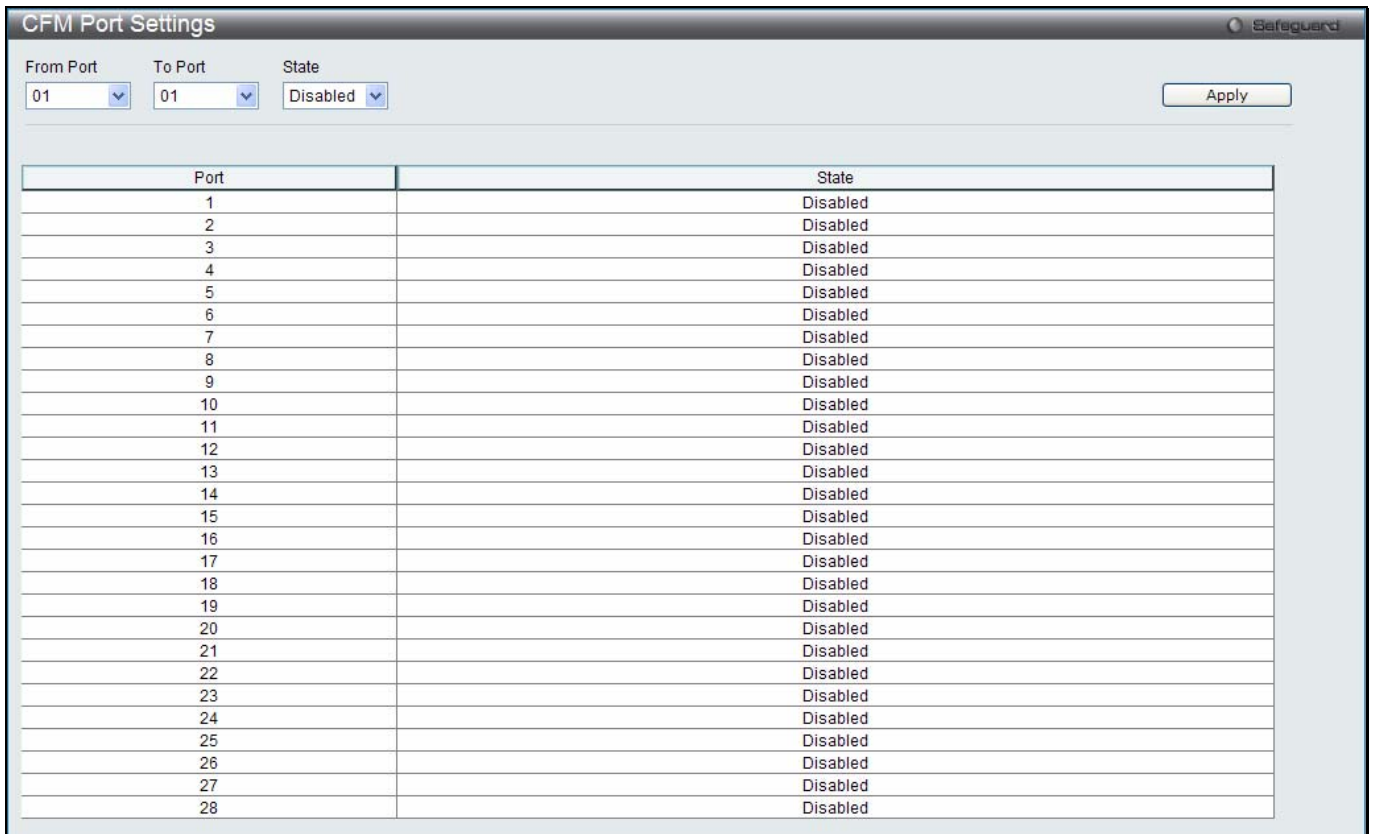 CFM Port Settings
Safeguard
From Port To Port State
01 01 Disabled Apply
Port State
1 Disabled
2 Disabled
3 Disabled
4 Disabled
5 Disabled
6 Disabled
7 Disabled
8 Disabled
9 Disabled
10 Disabled
11 Disabled
12 Disabled
13 Disabled
14 Disabled
15 Disabled
16 Disabled
17 Disabled
18 Disabled
19 Disabled
20 Disabled
21 Disabled
22 Disabled
23 Disabled
24 Disabled
25 Disabled
26 Disabled
27 Disabled
28 Disabled